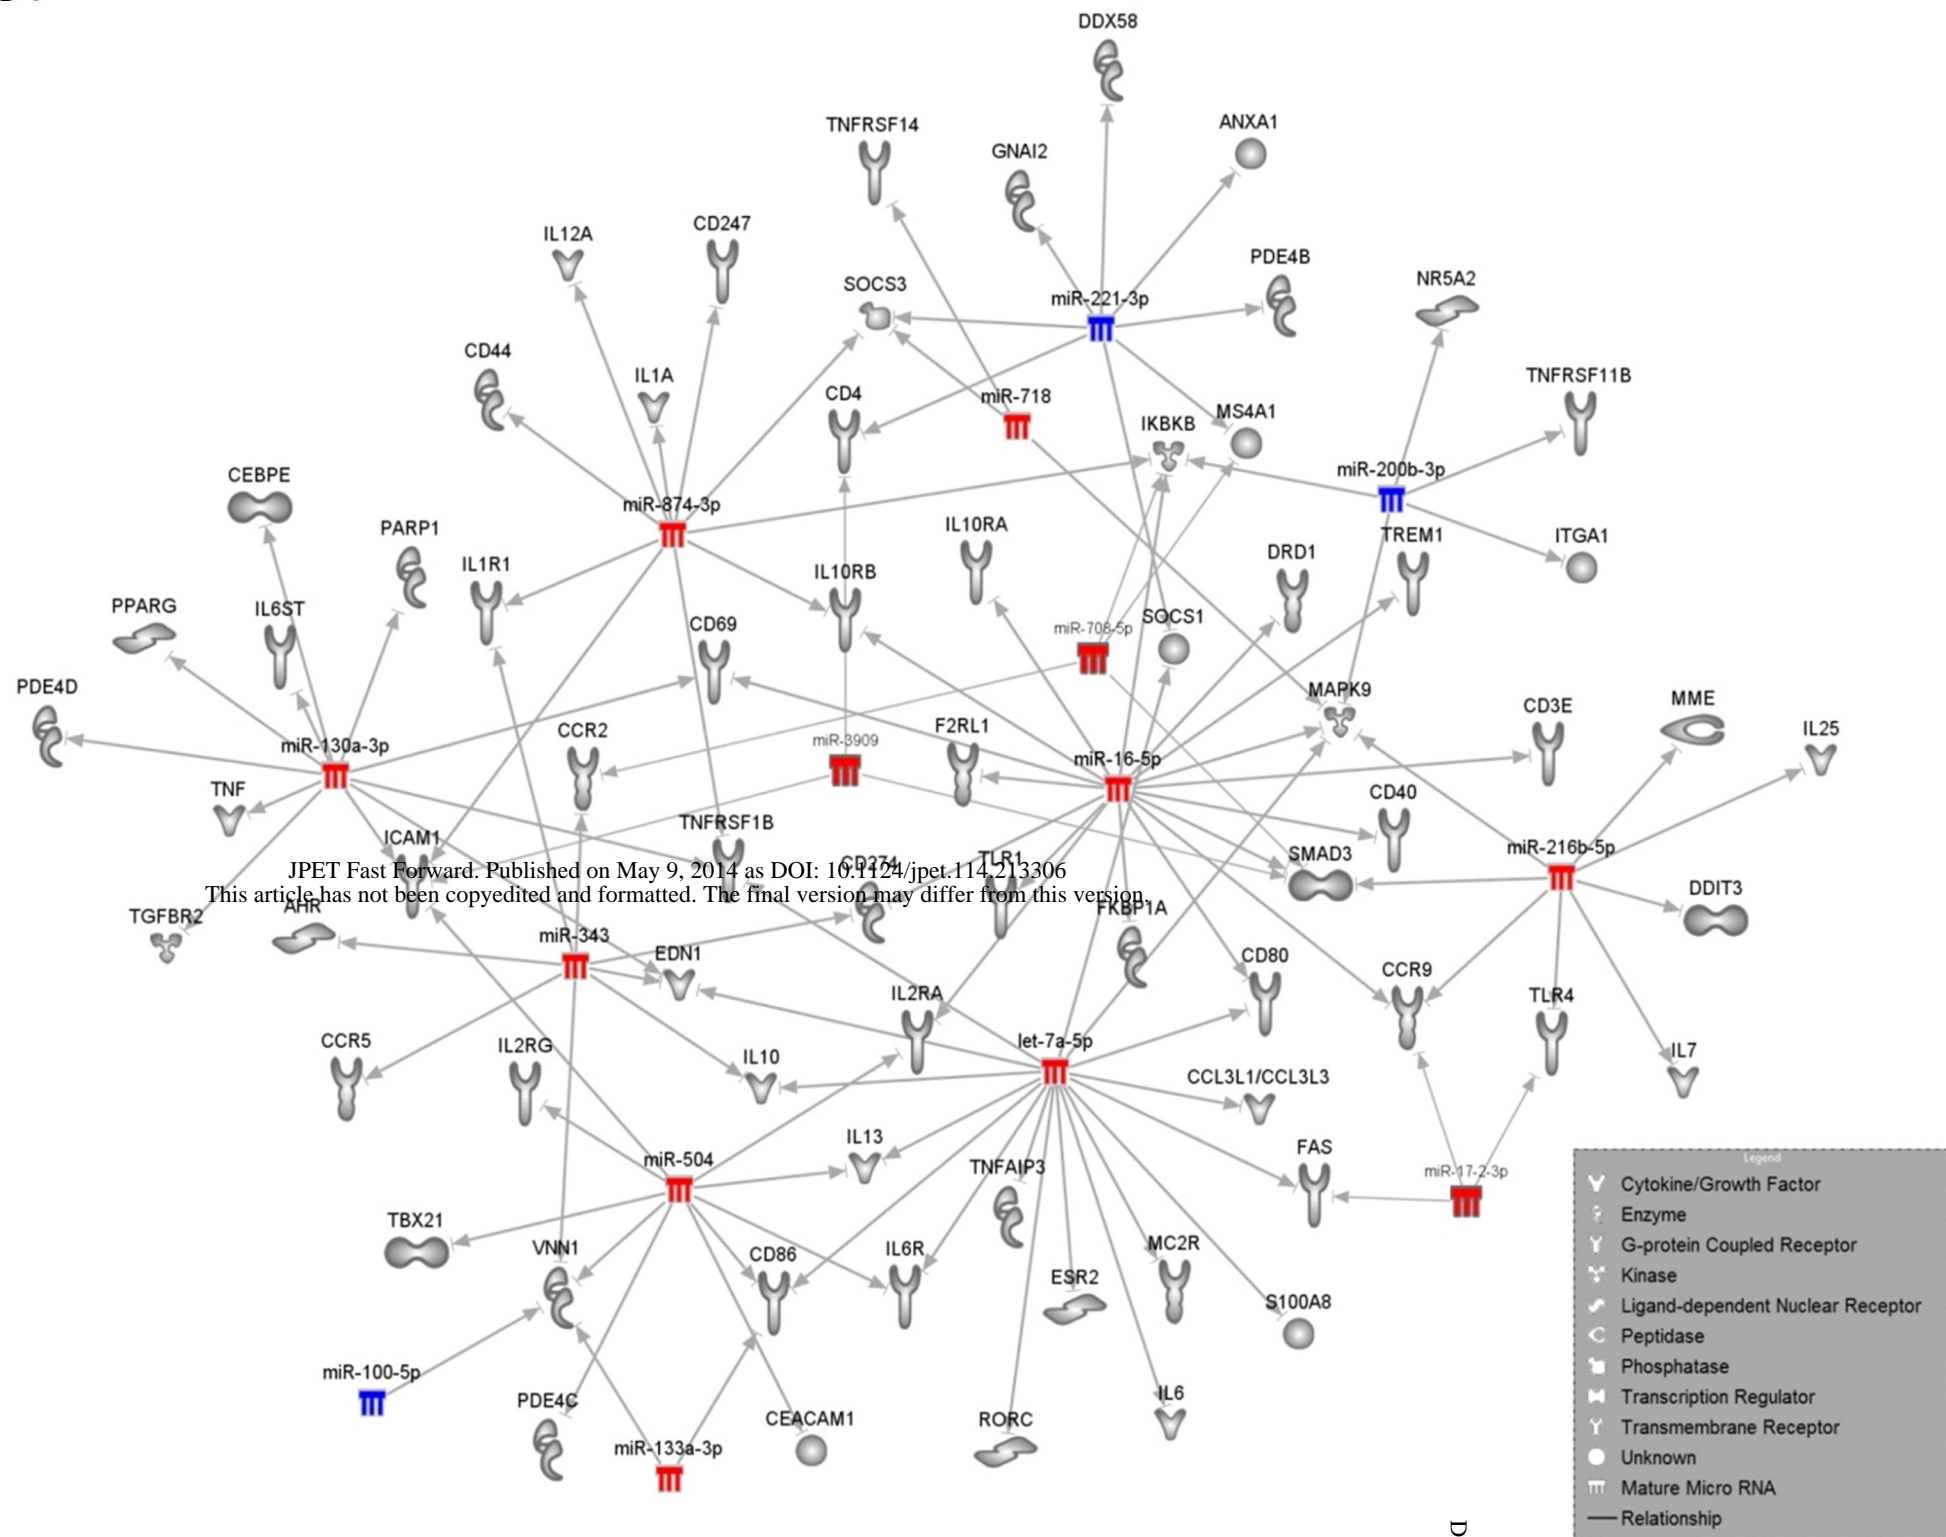 DDX58
TNFRSF14
ANXA1
GNAI2
CD247
IL12A
PDE4B
SOCS3
NR5A2
miR-221-3p
CD44
IL1A
TNFRSF11B
CD4
miR-718
MS4A1
IKBKB
miR-200b-3p
CEBPE
miR-874-3p
PARP1
IL10RA
TREM1
ITGA1
IL1R1
IL10RB
DRD1
PPARG
IL6ST
CD69
SOCS1
miR-708-5p
PDE4D
MAPK9
MME
CD3E
CCR2
F2RL1
IL25
miR-130a-3p
miR-3909
miR-16-5p
TNF
CD40
TNFRSF1B
ICAM1
miR-216b-5p
SMAD3
CD274
TLR1
JPET Fast Forward. Published on May 9, 2014 as DOI: 10.1124/jpet.114.213306
This article has not been copyedited and formatted. The final version may differ from this version.
DDIT3
TGFBR2
AHR
FKBP1A
miR-343
EDN1
CD80
CCR9
IL2RA
TLR4
CCR5
IL2RG
let-7a-5p
IL10
IL7
CCL3L1/CCL3L3
IL13
FAS
miR-504
TNFAIP3
miR-17-2-3p
TBX21
VNN1
CD86
IL6R
MC2R
ESR2
S100A8
miR-100-5p
PDE4C
IL6
CEACAM1
RORC
miR-133a-3p
Legend
Cytokine/Growth Factor
Enzyme
G-protein Coupled Receptor
Kinase
Ligand-dependent Nuclear Receptor
Peptidase
Phosphatase
Transcription Regulator
Transmembrane Receptor
Unknown
Mature Micro RNA
Relationship
D